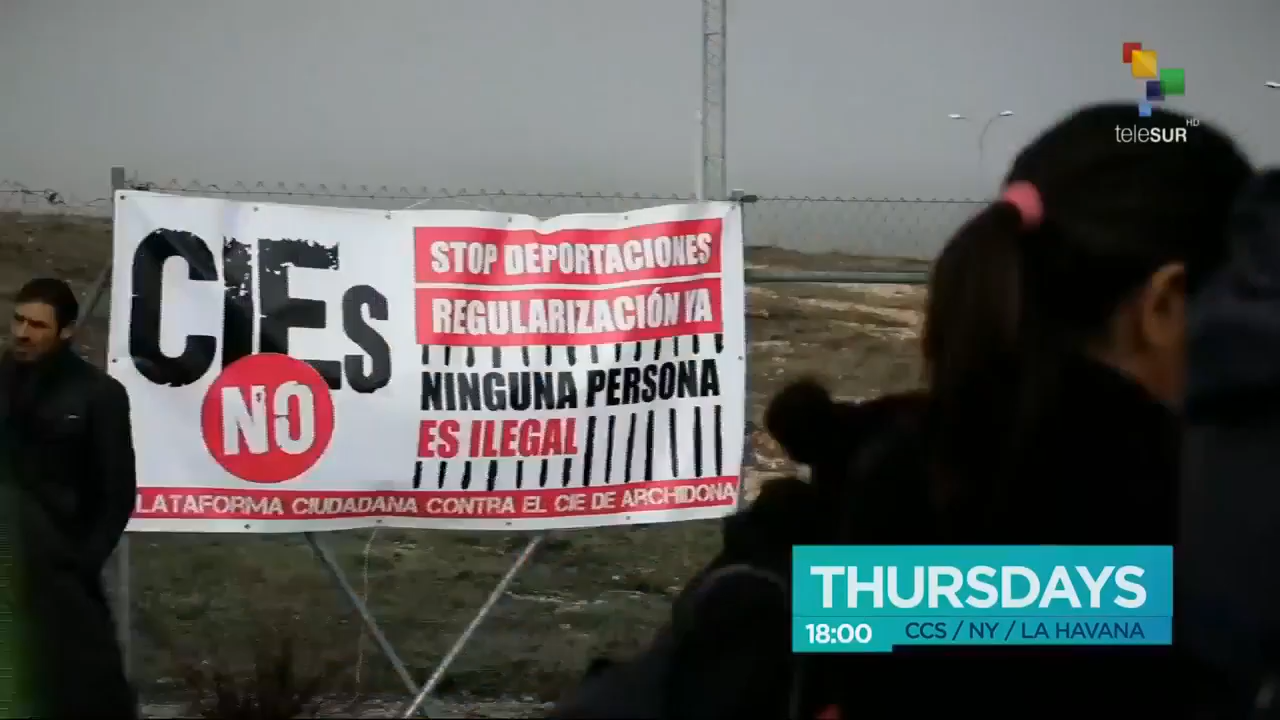 teleSUR HD
CIEs
NO
STOP DEPORTACIONES
REGULARIZACIÓN YA
NINGUNA PERSONA
ES ILEGAL
LATAFORMA CIUDADANA CONTRA EL CIE DE ARCHIDONA
THURSDAYS
18:00 CCS / NY / LA HAVANA